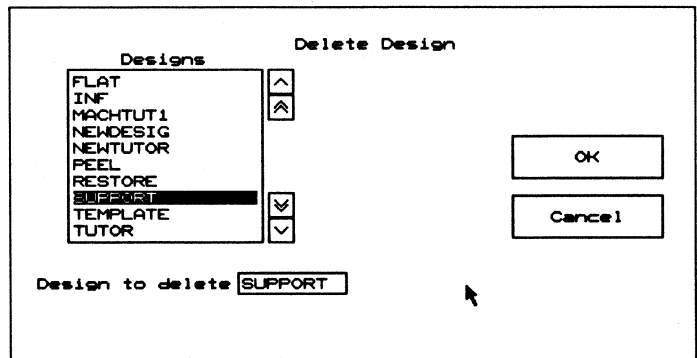 Delete Design
Designs
FLAT
INF
MACHTUT1
NEWDESIG
NEWTUTOR
PEEL
RESTORE
SUPPORT
TEMPLATE
TUTOR
OK
Cancel
Design to delete SUPPORT